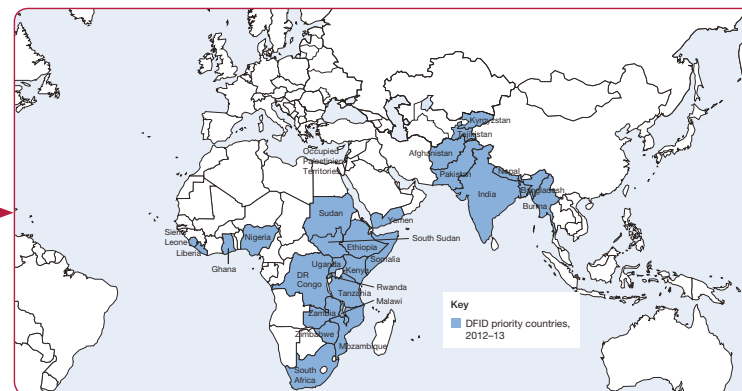 Kyrgyzstan
Tajikistan
Occupied
Palestinian
Territories
Afghanistan
Pakistan
Nepal
India
Bangladesh
Burma
Sudan
Yemen
Sierra
Leone
Nigeria
Liberia
Ghana
South Sudan
Ethiopia
Somalia
Uganda
Kenya
DR
Congo
Rwanda
Tanzania
Malawi
Zambia
Zimbabwe
Mozambique
South
Africa
Key
DFID priority countries,
2012–13